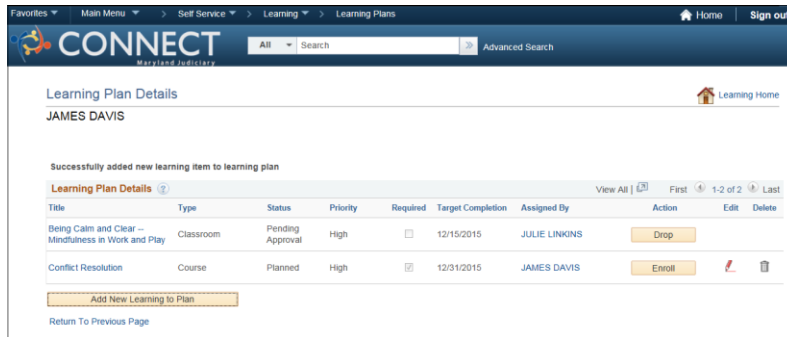 Favorites Main Menu > Self Service > Learning > Learning Plans Home Sign out
CONNECT
Maryland Judiciary
All Search Advanced Search
Learning Plan Details Learning Home
JAMES DAVIS
Successfully added new learning item to learning plan
Learning Plan Details ? View All | First 1-2 of 2 Last
Title Type Status Priority Required Target Completion Assigned By Action Edit Delete
Being Calm and Clear -- Mindfulness in Work and Play Classroom Pending Approval High 12/15/2015 JULIE LINKINS Drop
Conflict Resolution Course Planned High 12/31/2015 JAMES DAVIS Enroll
Add New Learning to Plan
Return To Previous Page